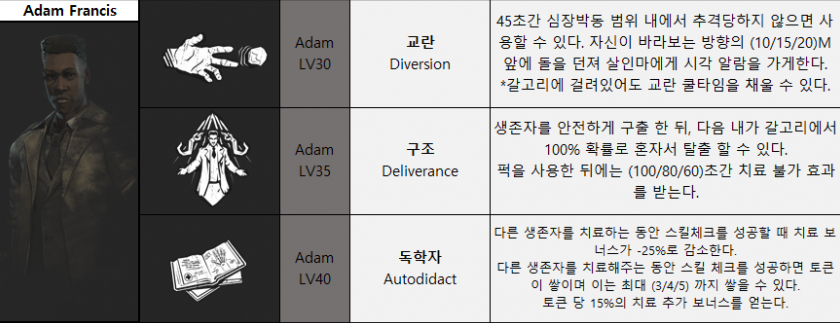 Adam Francis
Adam
LV30
교란
Diversion
45초간 심장박동 범위 내에서 추격당하지 않으면 사
용할 수 있다. 자신이 바라보는 방향의 (10/15/20)M
앞에 돌을 던져 살인마에게 시각 알람을 가게한다.
*갈고리에 걸려있어도 교란 쿨타임을 채울 수 있다.
Adam
LV35
구조
Deliverance
생존자를 안전하게 구출 한 뒤, 다음 내가 갈고리에서
100% 확률로 혼자서 탈출 할 수 있다.
퍽을 사용한 뒤에는 (100/80/60)초간 치료 불가 효과
를 받는다.
Adam
LV40
독학자
Autodidact
다른 생존자를 치료하는 동안 스킬체크를 성공할 때 치료 보
너스가 -25%로 감소한다.
다른 생존자를 치료해주는 동안 스킬 체크를 성공하면 토큰
이 쌓이며 이는 최대 (3/4/5) 까지 쌓을 수 있다.
토큰 당 15%의 치료 추가 보너스를 얻는다.